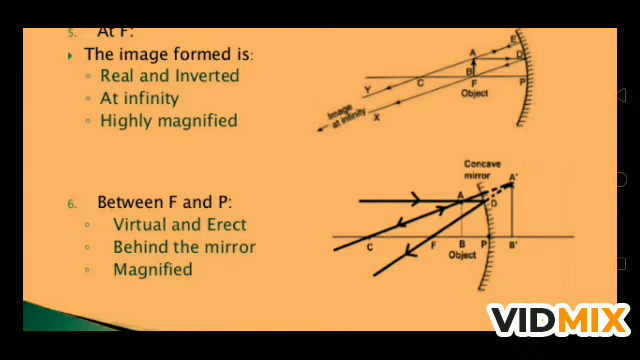 5. At F:
The image formed is:
Real and Inverted
At infinity
Highly magnified
E
A
D
B
Y
C
F
P
Object
X
Image
at infinity
6. Between F and P:
Virtual and Erect
Behind the mirror
Magnified
Concave
mirror
A'
A
D
C
F
B
P
B'
Object
VIDMIX